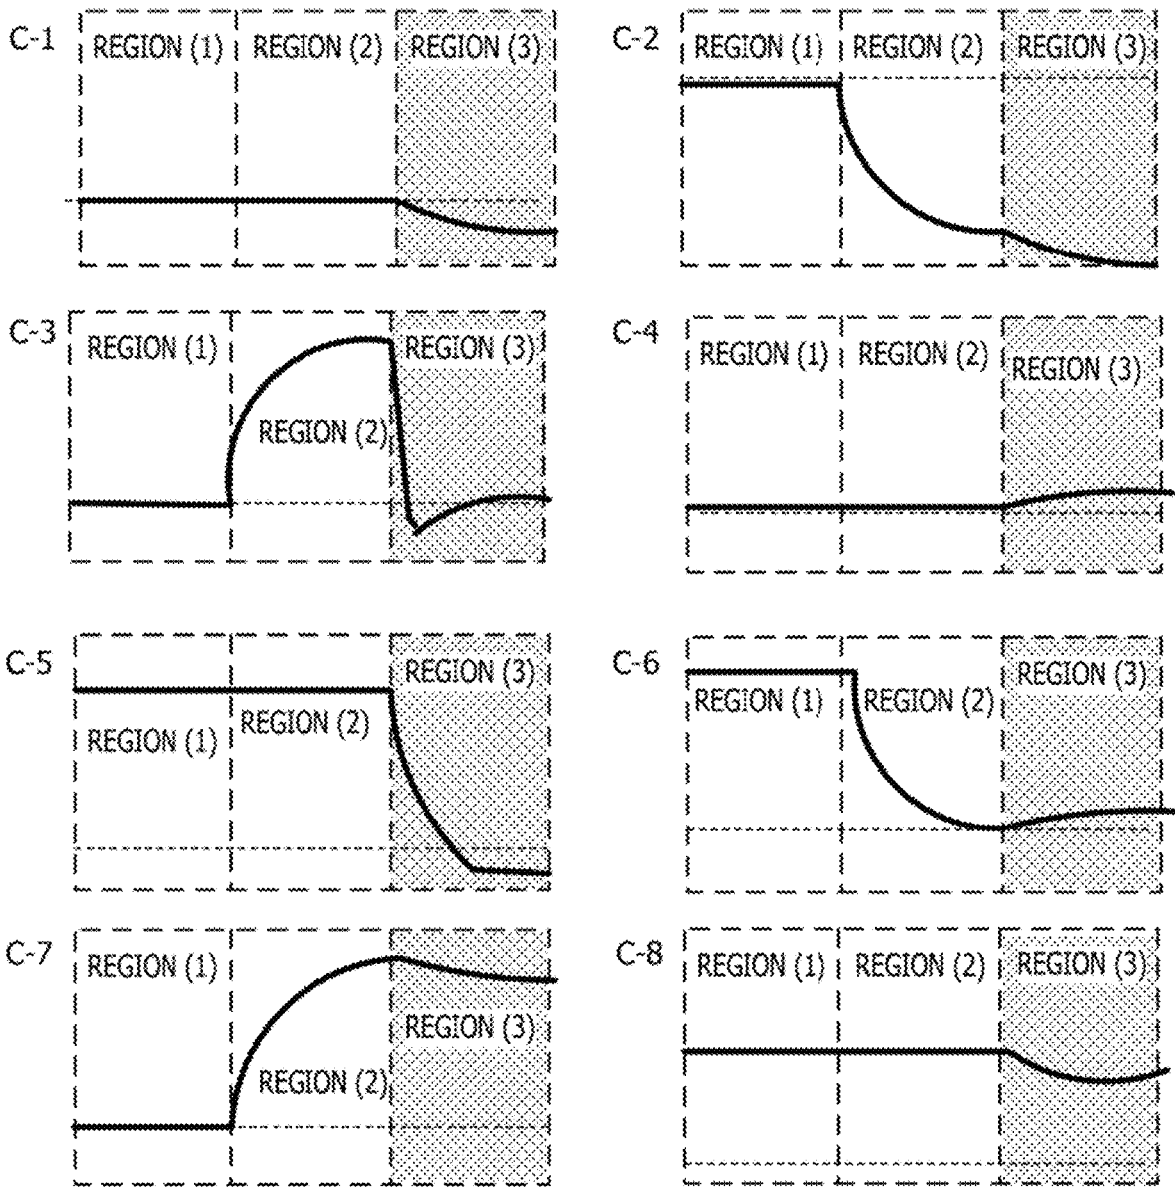 C-1 REGION (1) REGION (2) REGION (3)
C-2 REGION (1) REGION (2) REGION (3)
C-3 REGION (1) REGION (2) REGION (3)
C-4 REGION (1) REGION (2) REGION (3)
C-5 REGION (1) REGION (2) REGION (3)
C-6 REGION (1) REGION (2) REGION (3)
C-7 REGION (1) REGION (2) REGION (3)
C-8 REGION (1) REGION (2) REGION (3)